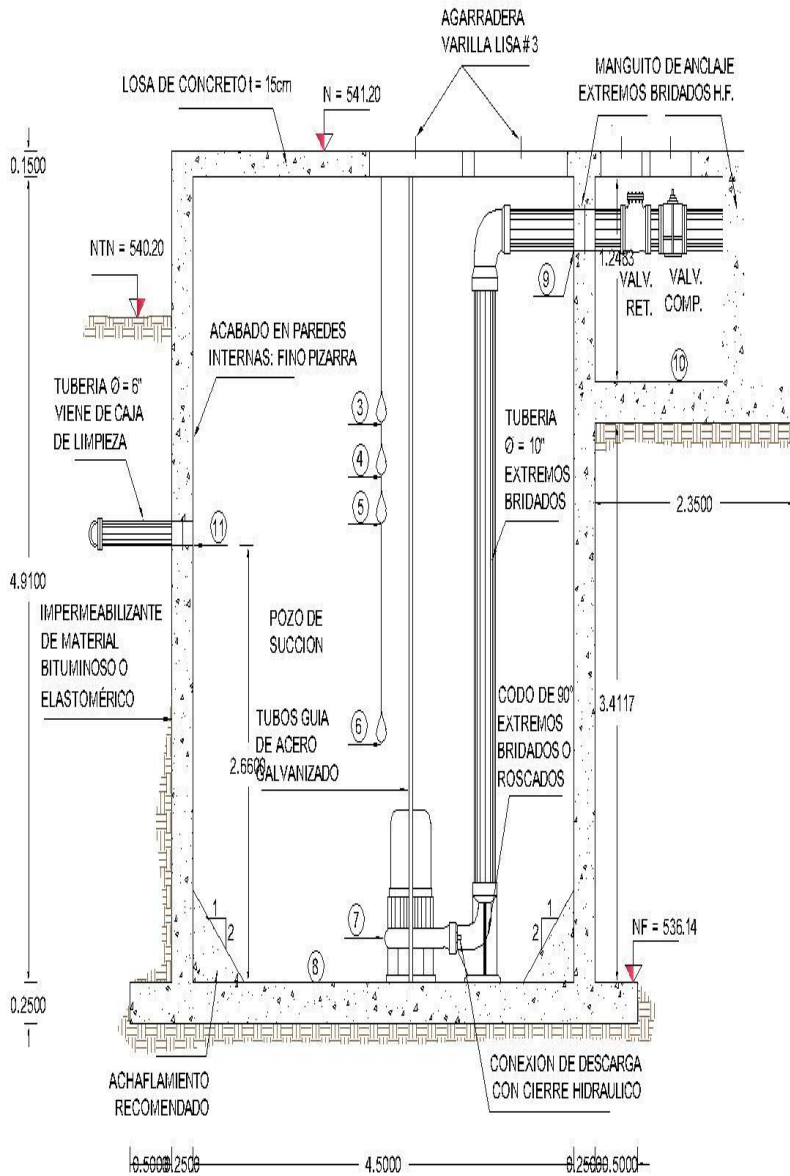 AGARRADERA
VARILLA LISA #3
LOSA DE CONCRETO t = 15cm
N = 541.20
MANGUITO DE ANCLAJE
EXTREMOS BRIDADOS H.F.
0.1500
NTN = 540.20
9
1.2483
VALV.
RET.
VALV.
COMP.
ACABADO EN PAREDES
INTERNAS: FINO PIZARRA
10
TUBERIA Ø = 6"
VIENE DE CAJA
DE LIMPIEZA
3
4
5
TUBERIA
Ø = 10"
EXTREMOS
BRIDADOS
2.3500
11
4.9100
IMPERMEABILIZANTE
DE MATERIAL
BITUMINOSO O
ELASTOMÉRICO
POZO DE
SUCCION
6
TUBOS GUIA
DE ACERO
GALVANIZADO
2.6600
CODO DE 90°
EXTREMOS
BRIDADOS O
ROSCADOS
3.4117
1
2
7
1
2
NF = 536.14
8
0.2500
ACHAFLAMIENTO
RECOMENDADO
CONEXION DE DESCARGA
CON CIERRE HIDRAULICO
0.5000
0.2500
4.5000
0.2500
0.5000